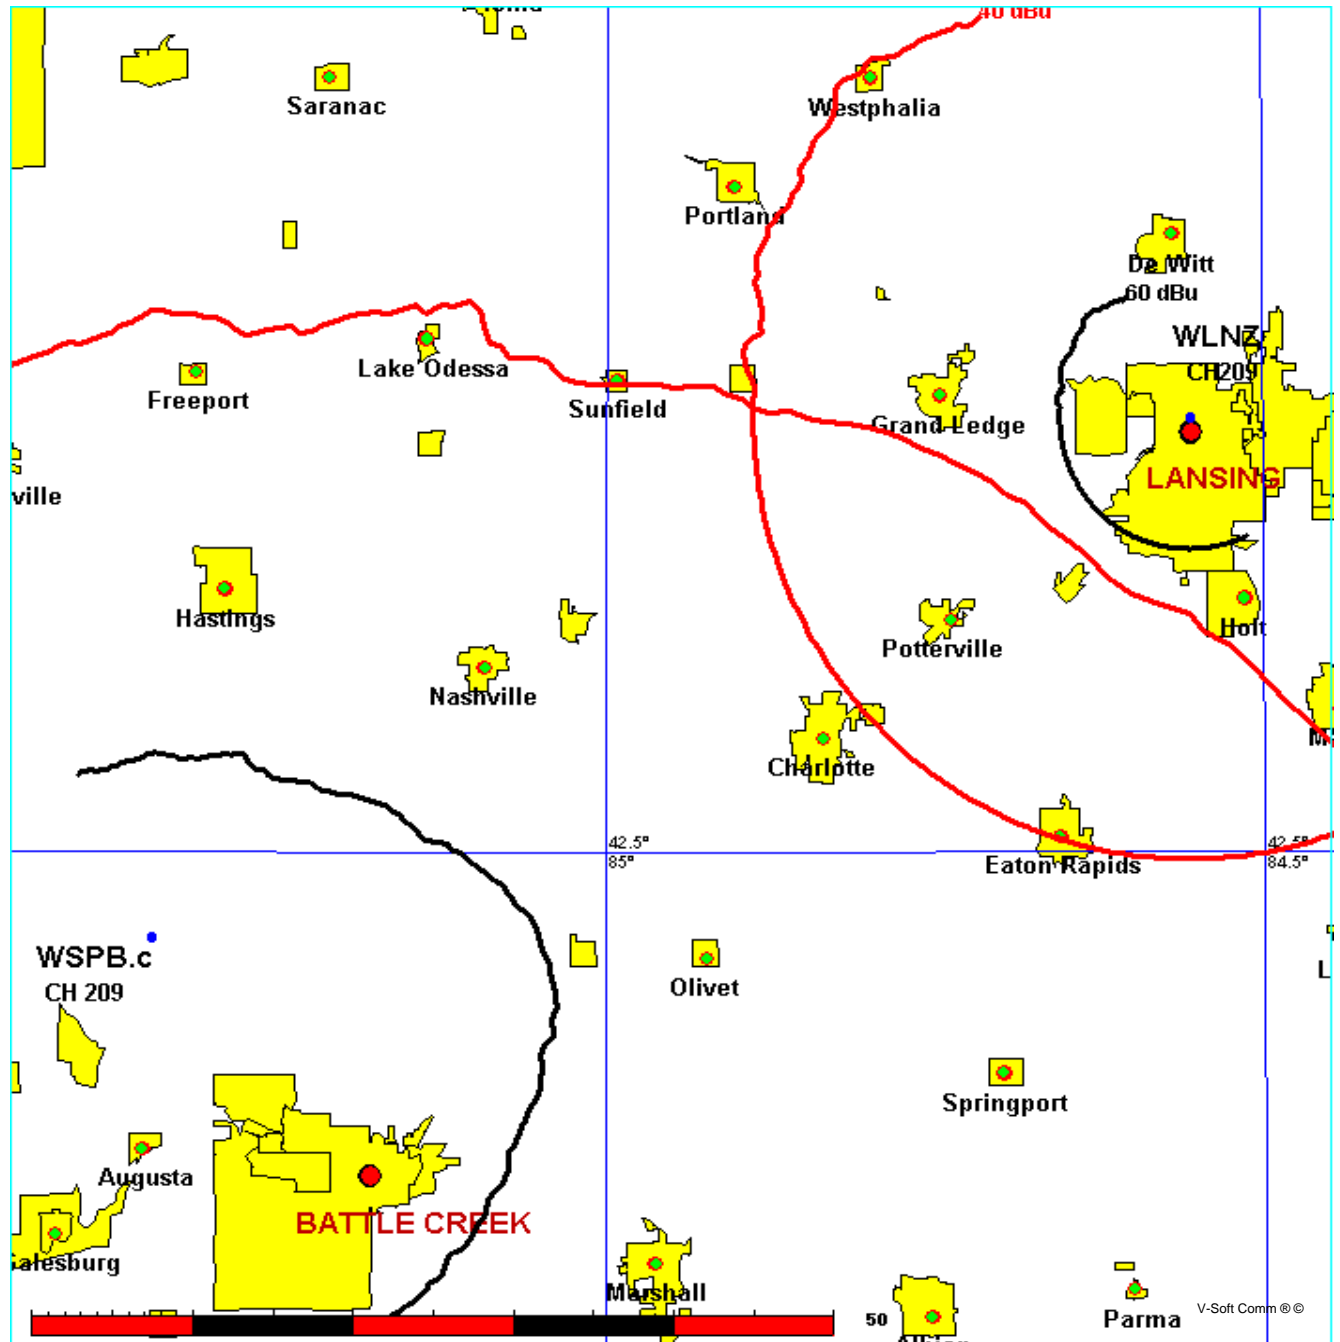 40 dBu
Saranac
Westphalia
Portland
De Witt
60 dBu
WLNZ
CH209
Lake Odessa
Freeport
Sunfield
Grand Ledge
ville
LANSING
Hastings
Holt
Potterville
Nashville
Charlotte
42.5°
85°
42.5°
84.5°
Eaton Rapids
WSPB.c
CH 209
Olivet
L
Springport
Augusta
BATTLE CREEK
alesburg
Marshall
50
Parma
V-Soft Comm ® ©